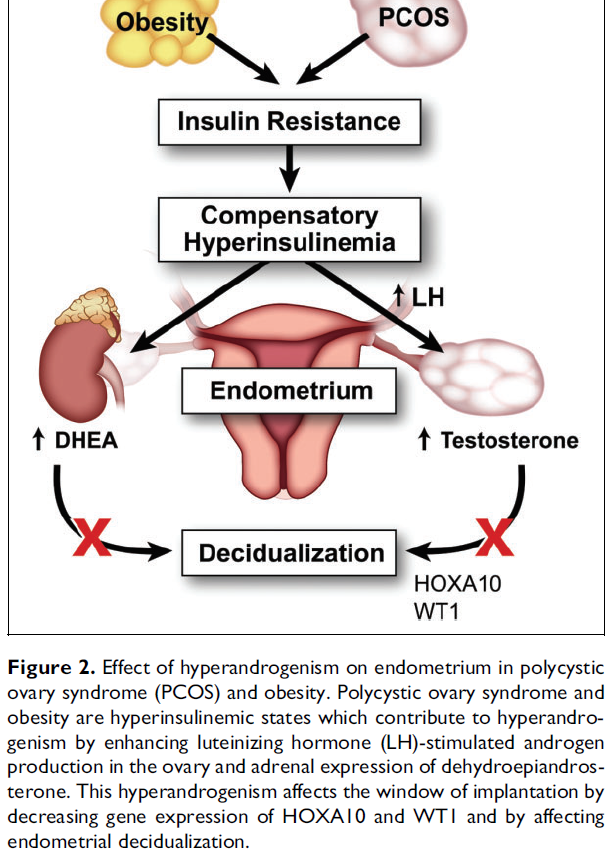 Obesity
PCOS
Insulin Resistance
Compensatory
Hyperinsulinemia
↑ LH
Endometrium
↑ DHEA
↑ Testosterone
X
X
Decidualization
HOXA10
WT1
Figure 2. Effect of hyperandrogenism on endometrium in polycystic
ovary syndrome (PCOS) and obesity. Polycystic ovary syndrome and
obesity are hyperinsulinemic states which contribute to hyperandro-
genism by enhancing luteinizing hormone (LH)-stimulated androgen
production in the ovary and adrenal expression of dehydroepiandros-
terone. This hyperandrogenism affects the window of implantation by
decreasing gene expression of HOXA10 and WT1 and by affecting
endometrial decidualization.